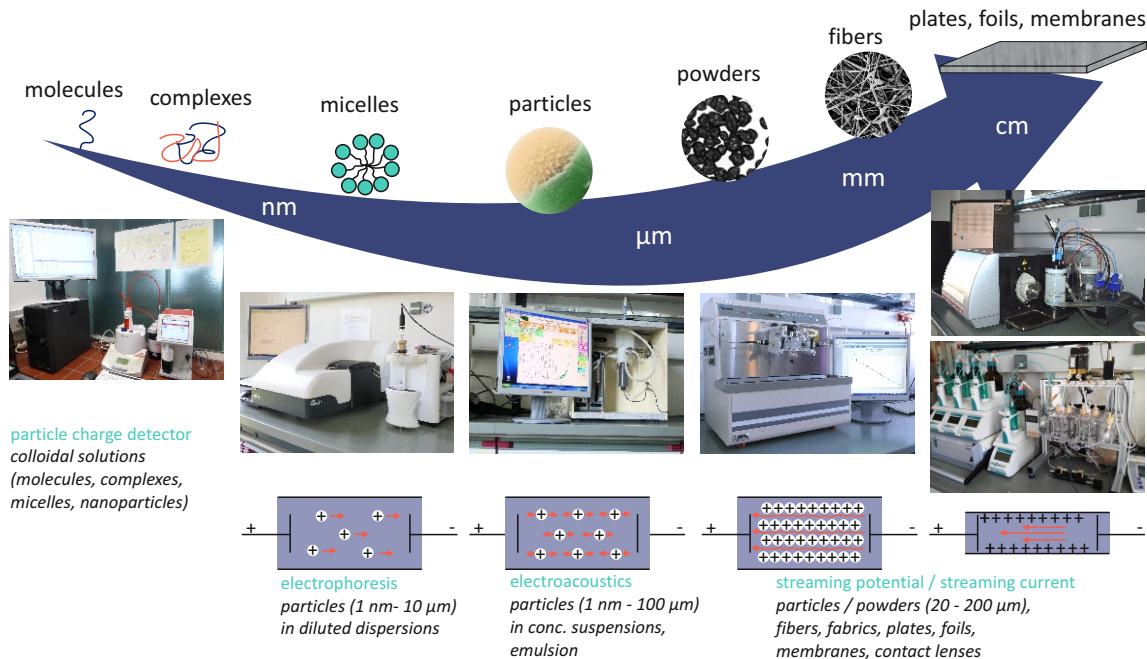 plates, foils, membranes
fibers
powders
particles
micelles
complexes
molecules
nm
μm
mm
cm
particle charge detector
colloidal solutions
(molecules, complexes,
micelles, nanoparticles)
+ -
electrophoresis
particles (1 nm- 10 μm)
in diluted dispersions
+ -
electroacoustics
particles (1 nm - 100 μm)
in conc. suspensions,
emulsion
+ -
+ -
streaming potential / streaming current
particles / powders (20 - 200 μm),
fibers, fabrics, plates, foils,
membranes, contact lenses